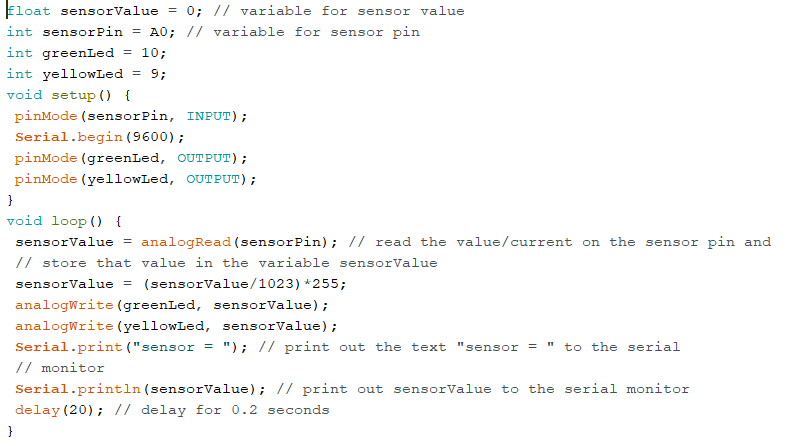 float sensorValue = 0; // variable for sensor value
int sensorPin = A0; // variable for sensor pin
int greenLed = 10;
int yellowLed = 9;
void setup() {
 pinMode(sensorPin, INPUT);
 Serial.begin(9600);
 pinMode(greenLed, OUTPUT);
 pinMode(yellowLed, OUTPUT);
}
void loop() {
 sensorValue = analogRead(sensorPin); // read the value/current on the sensor pin and
 // store that value in the variable sensorValue
 sensorValue = (sensorValue/1023)*255;
 analogWrite(greenLed, sensorValue);
 analogWrite(yellowLed, sensorValue);
 Serial.print("sensor = "); // print out the text "sensor = " to the serial
 // monitor
 Serial.println(sensorValue); // print out sensorValue to the serial monitor
 delay(20); // delay for 0.2 seconds
}